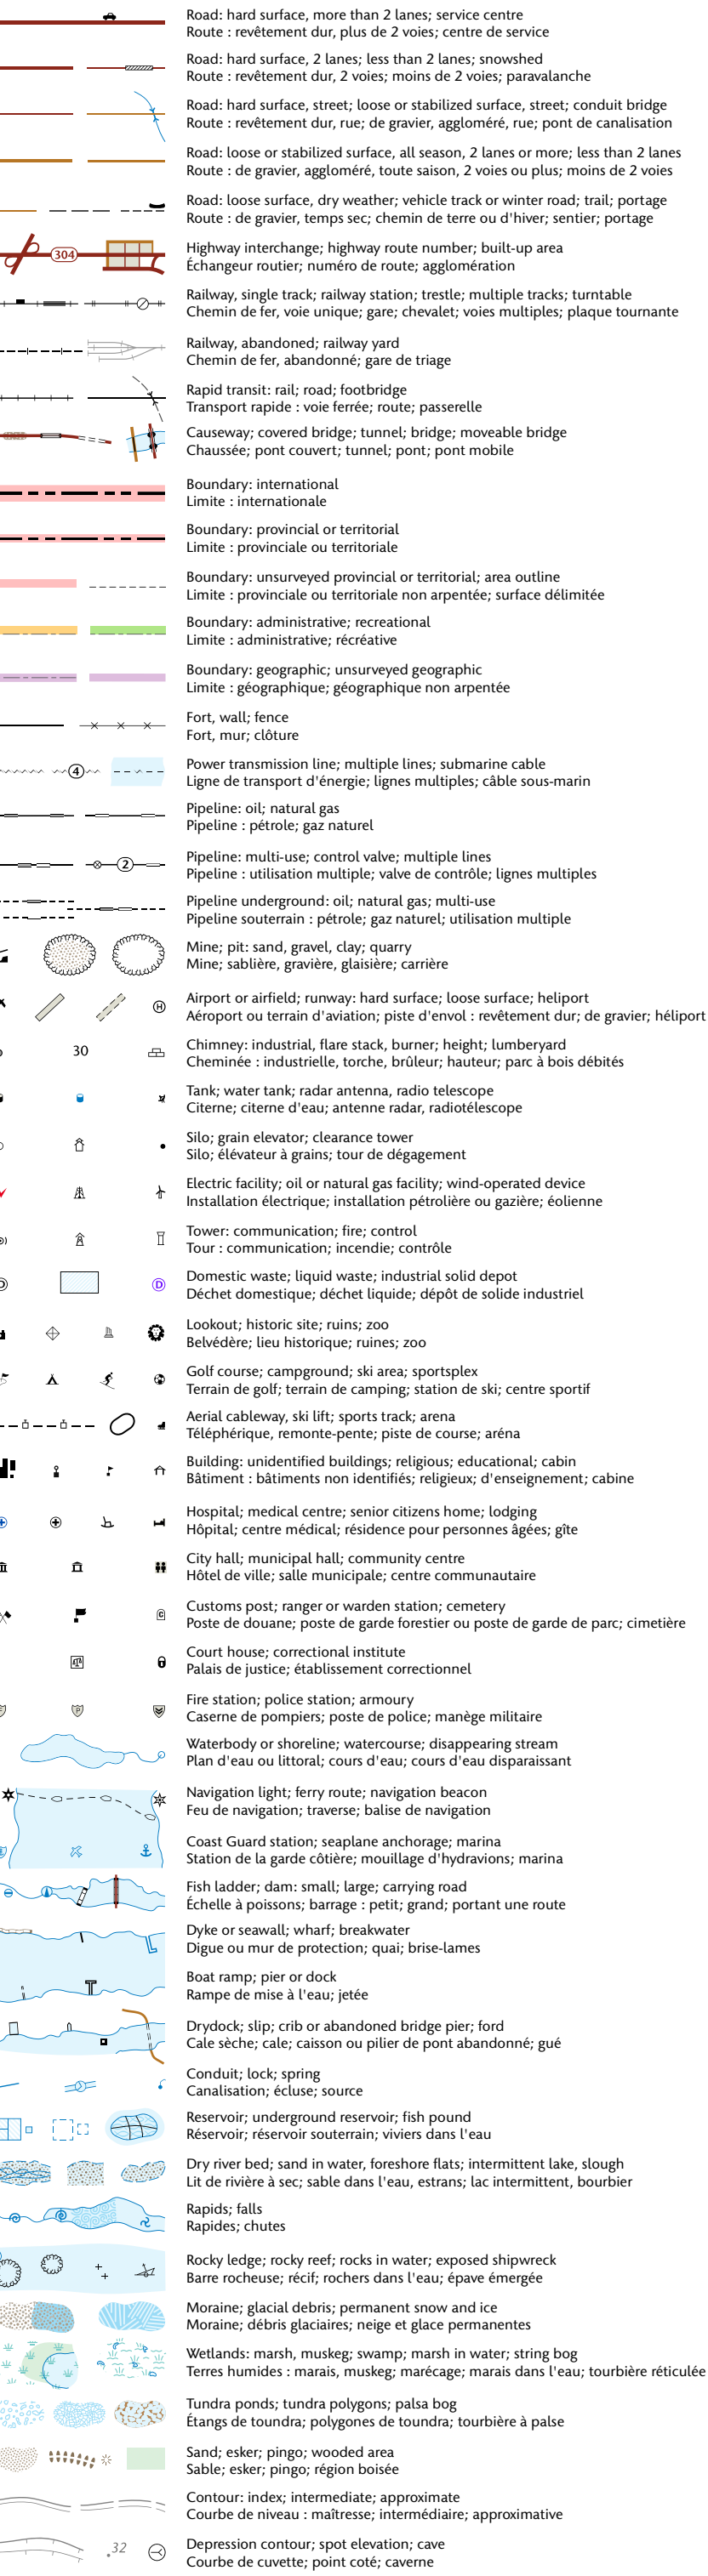 Road: hard surface, more than 2 lanes; service centre
Route : revêtement dur, plus de 2 voies; centre de service
Road: hard surface, 2 lanes; less than 2 lanes; snowshed
Route : revêtement dur, 2 voies; moins de 2 voies; paravalanche
Road: hard surface, street; loose or stabilized surface, street; conduit bridge
Route : revêtement dur, rue; de gravier, aggloméré, rue; pont de canalisation
Road: loose or stabilized surface, all season, 2 lanes or more; less than 2 lanes
Route : de gravier, aggloméré, toute saison, 2 voies ou plus; moins de 2 voies
Road: loose surface, dry weather; vehicle track or winter road; trail; portage
Route : de gravier, temps sec; chemin de terre ou d'hiver; sentier; portage
304
Highway interchange; highway route number; built-up area
Échangeur routier; numéro de route; agglomération
Railway, single track; railway station; trestle; multiple tracks; turntable
Chemin de fer, voie unique; gare; chevalet; voies multiples; plaque tournante
Railway, abandoned; railway yard
Chemin de fer, abandonné; gare de triage
Rapid transit: rail; road; footbridge
Transport rapide : voie ferrée; route; passerelle
Causeway; covered bridge; tunnel; bridge; moveable bridge
Chaussée; pont couvert; tunnel; pont; pont mobile
Boundary: international
Limite : internationale
Boundary: provincial or territorial
Limite : provinciale ou territoriale
Boundary: unsurveyed provincial or territorial; area outline
Limite : provinciale ou territoriale non arpentée; surface délimitée
Boundary: administrative; recreational
Limite : administrative; récréative
Boundary: geographic; unsurveyed geographic
Limite : géographique; géographique non arpentée
Fort, wall; fence
Fort, mur; clôture
4
Power transmission line; multiple lines; submarine cable
Ligne de transport d'énergie; lignes multiples; câble sous-marin
Pipeline: oil; natural gas
Pipeline : pétrole; gaz naturel
2
Pipeline: multi-use; control valve; multiple lines
Pipeline : utilisation multiple; valve de contrôle; lignes multiples
Pipeline underground: oil; natural gas; multi-use
Pipeline souterrain : pétrole; gaz naturel; utilisation multiple
Mine; pit: sand, gravel, clay; quarry
Mine; sablière, gravière, glaisière; carrière
H
Airport or airfield; runway: hard surface; loose surface; heliport
Aéroport ou terrain d'aviation; piste d'envol : revêtement dur; de gravier; héliport
30
Chimney: industrial, flare stack, burner; height; lumberyard
Cheminée : industrielle, torche, brûleur; hauteur; parc à bois débités
Tank; water tank; radar antenna, radio telescope
Citerne; citerne d'eau; antenne radar, radiotélescope
Silo; grain elevator; clearance tower
Silo; élévateur à grains; tour de dégagement
Electric facility; oil or natural gas facility; wind-operated device
Installation électrique; installation pétrolière ou gazière; éolienne
Tower: communication; fire; control
Tour : communication; incendie; contrôle
D
D
Domestic waste; liquid waste; industrial solid depot
Déchet domestique; déchet liquide; dépôt de solide industriel
Lookout; historic site; ruins; zoo
Belvédère; lieu historique; ruines; zoo
Golf course; campground; ski area; sportsplex
Terrain de golf; terrain de camping; station de ski; centre sportif
Aerial cableway, ski lift; sports track; arena
Téléphérique, remonte-pente; piste de course; aréna
Building: unidentified buildings; religious; educational; cabin
Bâtiment : bâtiments non identifiés; religieux; d'enseignement; cabine
Hospital; medical centre; senior citizens home; lodging
Hôpital; centre médical; résidence pour personnes âgées; gîte
City hall; municipal hall; community centre
Hôtel de ville; salle municipale; centre communautaire
C
Customs post; ranger or warden station; cemetery
Poste de douane; poste de garde forestier ou poste de garde de parc; cimetière
Court house; correctional institute
Palais de justice; établissement correctionnel
P
Fire station; police station; armoury
Caserne de pompiers; poste de police; manège militaire
Waterbody or shoreline; watercourse; disappearing stream
Plan d'eau ou littoral; cours d'eau; cours d'eau disparaissant
Navigation light; ferry route; navigation beacon
Feu de navigation; traverse; balise de navigation
Coast Guard station; seaplane anchorage; marina
Station de la garde côtière; mouillage d'hydravions; marina
Fish ladder; dam: small; large; carrying road
Échelle à poissons; barrage : petit; grand; portant une route
Dyke or seawall; wharf; breakwater
Digue ou mur de protection; quai; brise-lames
Boat ramp; pier or dock
Rampe de mise à l'eau; jetée
Drydock; slip; crib or abandoned bridge pier; ford
Cale sèche; cale; caisson ou pilier de pont abandonné; gué
Conduit; lock; spring
Canalisation; écluse; source
Reservoir; underground reservoir; fish pound
Réservoir; réservoir souterrain; viviers dans l'eau
Dry river bed; sand in water, foreshore flats; intermittent lake, slough
Lit de rivière à sec; sable dans l'eau, estrans; lac intermittent, bourbier
Rapids; falls
Rapides; chutes
Rocky ledge; rocky reef; rocks in water; exposed shipwreck
Barre rocheuse; récif; rochers dans l'eau; épave émergée
Moraine; glacial debris; permanent snow and ice
Moraine; débris glaciaires; neige et glace permanentes
Wetlands: marsh, muskeg; swamp; marsh in water; string bog
Terres humides : marais, muskeg; marécage; marais dans l'eau; tourbière réticulée
Tundra ponds; tundra polygons; palsa bog
Étangs de toundra; polygones de toundra; tourbière à palse
Sand; esker; pingo; wooded area
Sable; esker; pingo; région boisée
Contour: index; intermediate; approximate
Courbe de niveau : maîtresse; intermédiaire; approximative
.32
Depression contour; spot elevation; cave
Courbe de cuvette; point coté; caverne